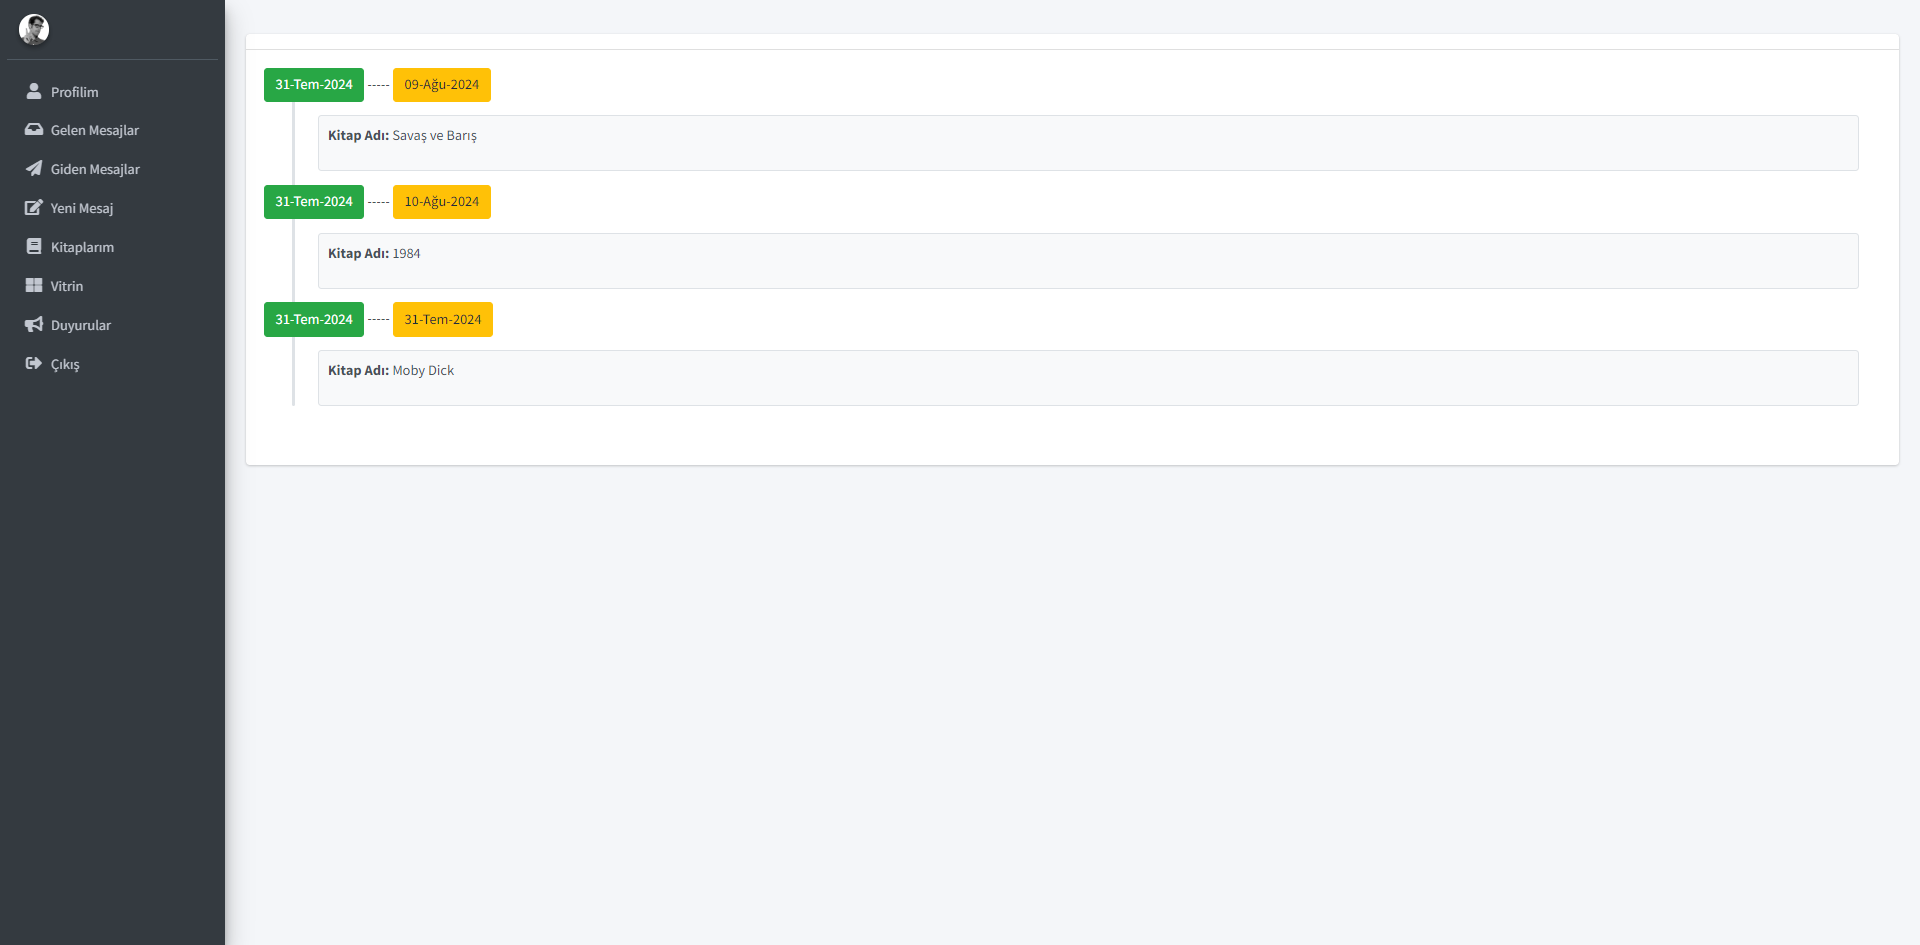 Profilim
Gelen Mesajlar
Giden Mesajlar
Yeni Mesaj
Kitaplarım
Vitrin
Duyurular
Çıkış
31-Tem-2024 ----- 09-Ağu-2024
Kitap Adı: Savaş ve Barış
31-Tem-2024 ----- 10-Ağu-2024
Kitap Adı: 1984
31-Tem-2024 ----- 31-Tem-2024
Kitap Adı: Moby Dick